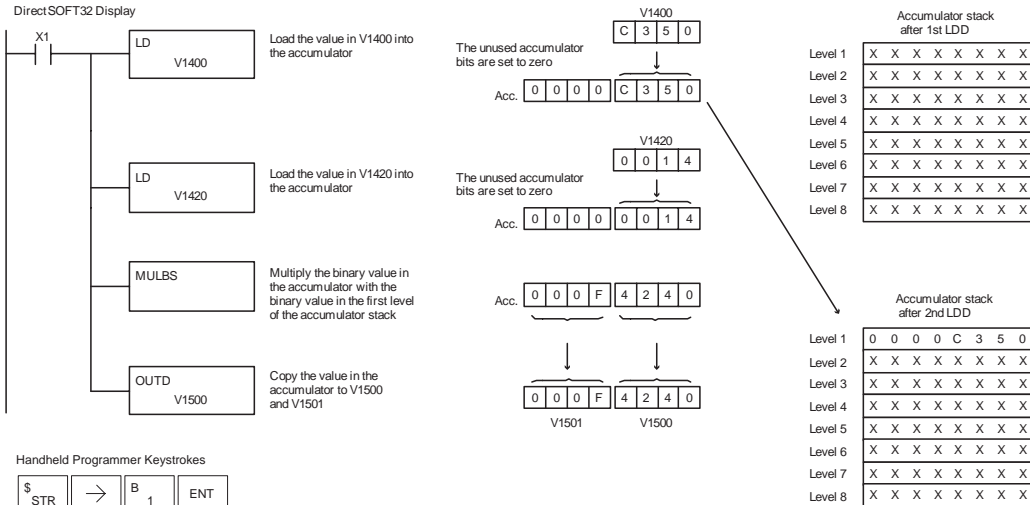 DirectSOFT32 Display
X1
LD
V1400
Load the value in V1400 into
the accumulator
LD
V1420
Load the value in V1420 into
the accumulator
MULBS
Multiply the binary value in
the accumulator with the
binary value in the first level
of the accumulator stack
OUTD
V1500
Copy the value in the
accumulator to V1500
and V1501
V1400
C 3 5 0
The unused accumulator
bits are set to zero
Acc. 0 0 0 0 C 3 5 0
V1420
0 0 1 4
The unused accumulator
bits are set to zero
Acc. 0 0 0 0 0 0 1 4
Acc. 0 0 0 F 4 2 4 0
0 0 0 F 4 2 4 0
V1501 V1500
Accumulator stack
after 1st LDD
Level 1 X X X X X X X X
Level 2 X X X X X X X X
Level 3 X X X X X X X X
Level 4 X X X X X X X X
Level 5 X X X X X X X X
Level 6 X X X X X X X X
Level 7 X X X X X X X X
Level 8 X X X X X X X X
Accumulator stack
after 2nd LDD
Level 1 0 0 0 0 C 3 5 0
Level 2 X X X X X X X X
Level 3 X X X X X X X X
Level 4 X X X X X X X X
Level 5 X X X X X X X X
Level 6 X X X X X X X X
Level 7 X X X X X X X X
Level 8 X X X X X X X X
Handheld Programmer Keystrokes
$ STR → B 1 ENT